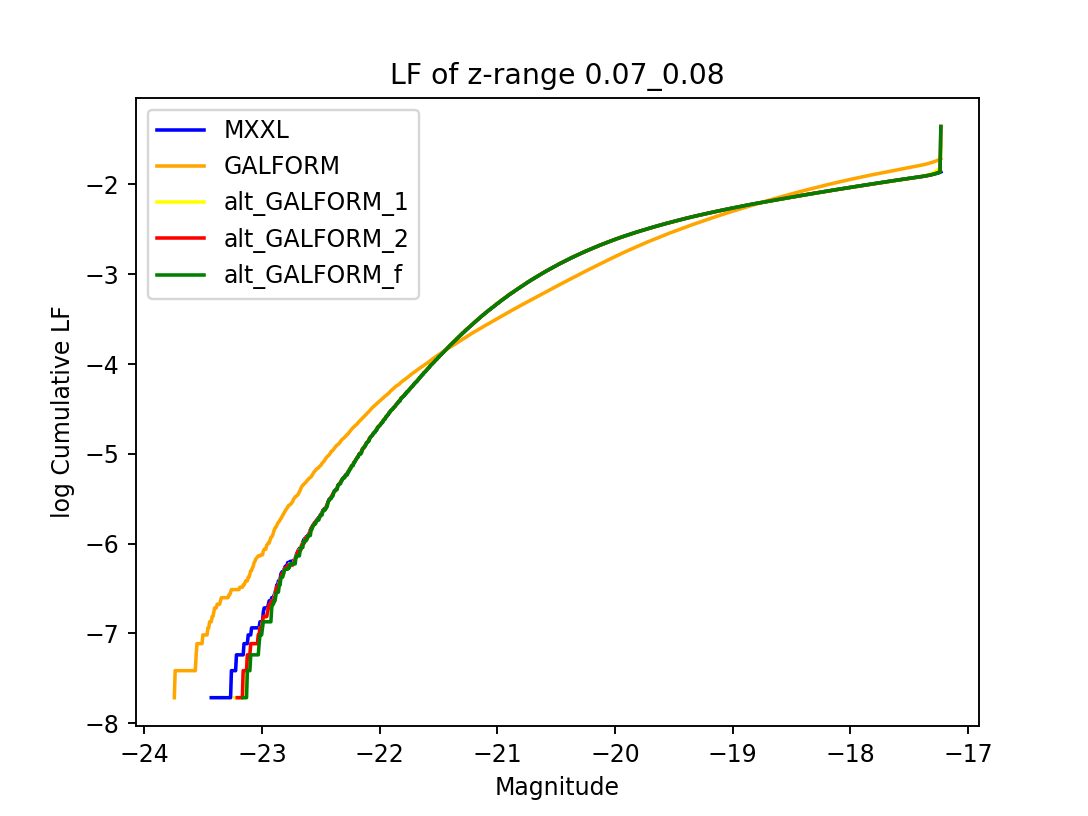 LF of z-range 0.07_0.08
MXXL
GALFORM
alt_GALFORM_1
alt_GALFORM_2
alt_GALFORM_f
−2
−3
−4
−5
−6
−7
−8
log Cumulative LF
−24 −23 −22 −21 −20 −19 −18 −17
Magnitude